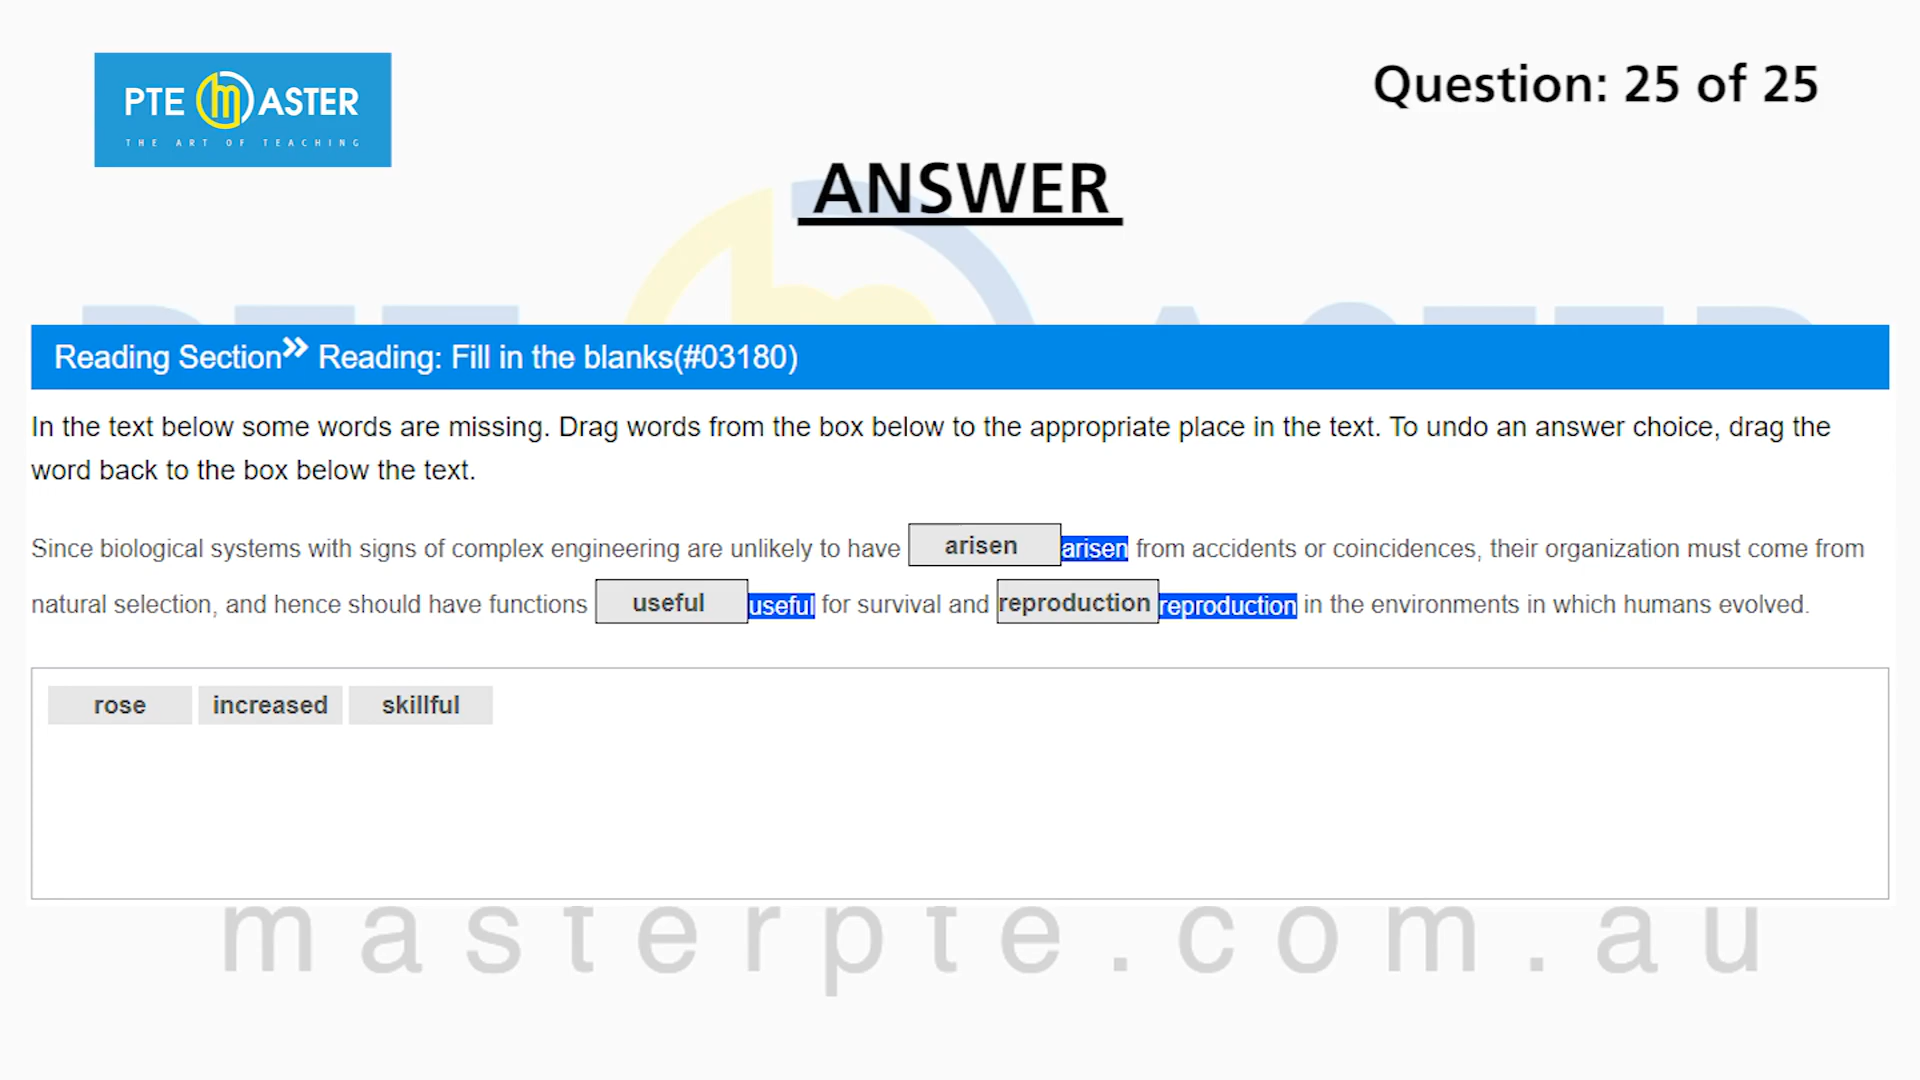 PTE MASTER
THE ART OF TEACHING
Question: 25 of 25
ANSWER
Reading Section» Reading: Fill in the blanks(#03180)
In the text below some words are missing. Drag words from the box below to the appropriate place in the text. To undo an answer choice, drag the
word back to the box below the text.
Since biological systems with signs of complex engineering are unlikely to have arisen arisen from accidents or coincidences, their organization must come from
natural selection, and hence should have functions useful useful for survival and reproduction reproduction in the environments in which humans evolved.
rose increased skillful
masterpte.com.au